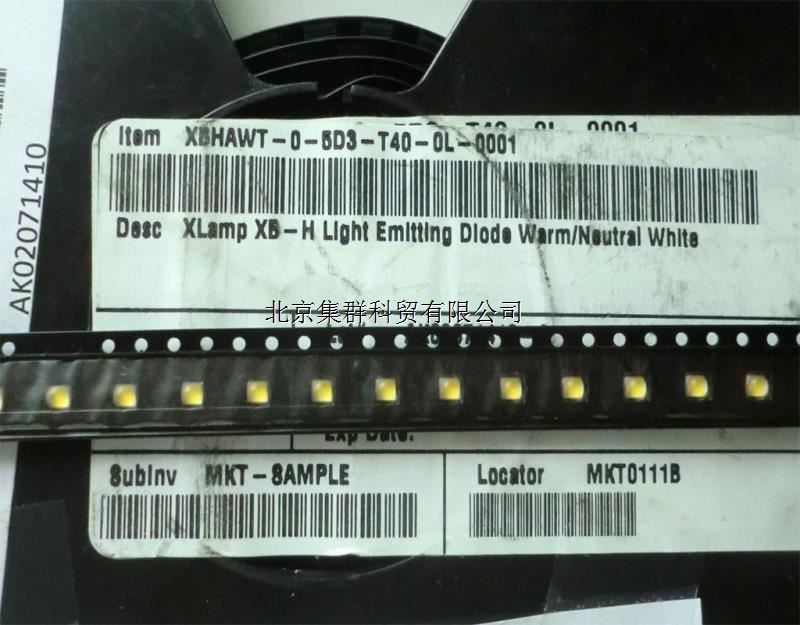 AK02071410
Item XBHAWT-0-5D3-T40-0L-0001
Desc XLamp XB-H Light Emitting Diode Warm/Neutral White
北京集群科贸有限公司
Exp Date:
SubInv MKT-SAMPLE
Locator MKT0111B